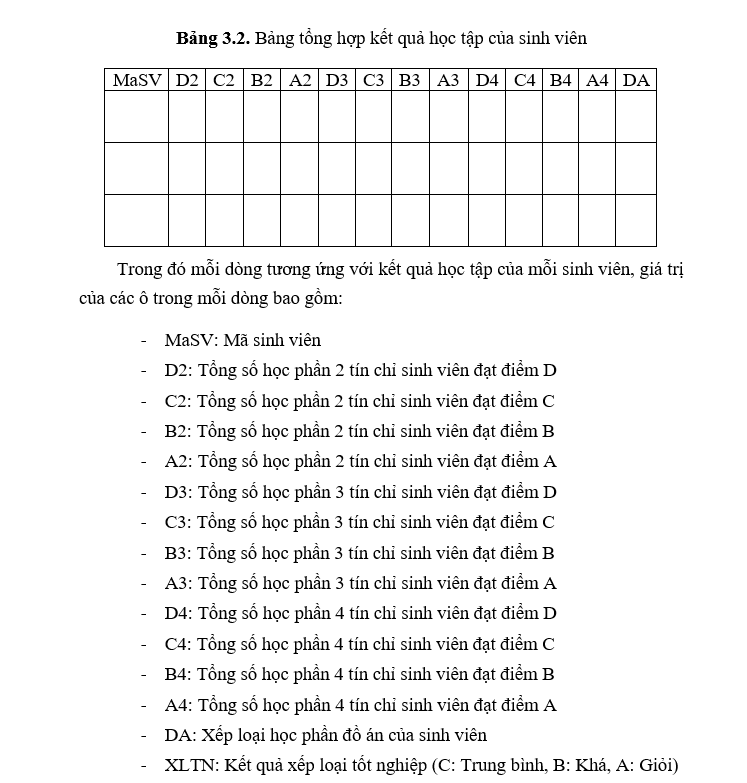 Bảng 3.2. Bảng tổng hợp kết quả học tập của sinh viên
MaSV D2 C2 B2 A2 D3 C3 B3 A3 D4 C4 B4 A4 DA
Trong đó mỗi dòng tương ứng với kết quả học tập của mỗi sinh viên, giá trị
của các ô trong mỗi dòng bao gồm:
- MaSV: Mã sinh viên
- D2: Tổng số học phần 2 tín chỉ sinh viên đạt điểm D
- C2: Tổng số học phần 2 tín chỉ sinh viên đạt điểm C
- B2: Tổng số học phần 2 tín chỉ sinh viên đạt điểm B
- A2: Tổng số học phần 2 tín chỉ sinh viên đạt điểm A
- D3: Tổng số học phần 3 tín chỉ sinh viên đạt điểm D
- C3: Tổng số học phần 3 tín chỉ sinh viên đạt điểm C
- B3: Tổng số học phần 3 tín chỉ sinh viên đạt điểm B
- A3: Tổng số học phần 3 tín chỉ sinh viên đạt điểm A
- D4: Tổng số học phần 4 tín chỉ sinh viên đạt điểm D
- C4: Tổng số học phần 4 tín chỉ sinh viên đạt điểm C
- B4: Tổng số học phần 4 tín chỉ sinh viên đạt điểm B
- A4: Tổng số học phần 4 tín chỉ sinh viên đạt điểm A
- DA: Xếp loại học phần đồ án của sinh viên
- XLTN: Kết quả xếp loại tốt nghiệp (C: Trung bình, B: Khá, A: Giỏi)